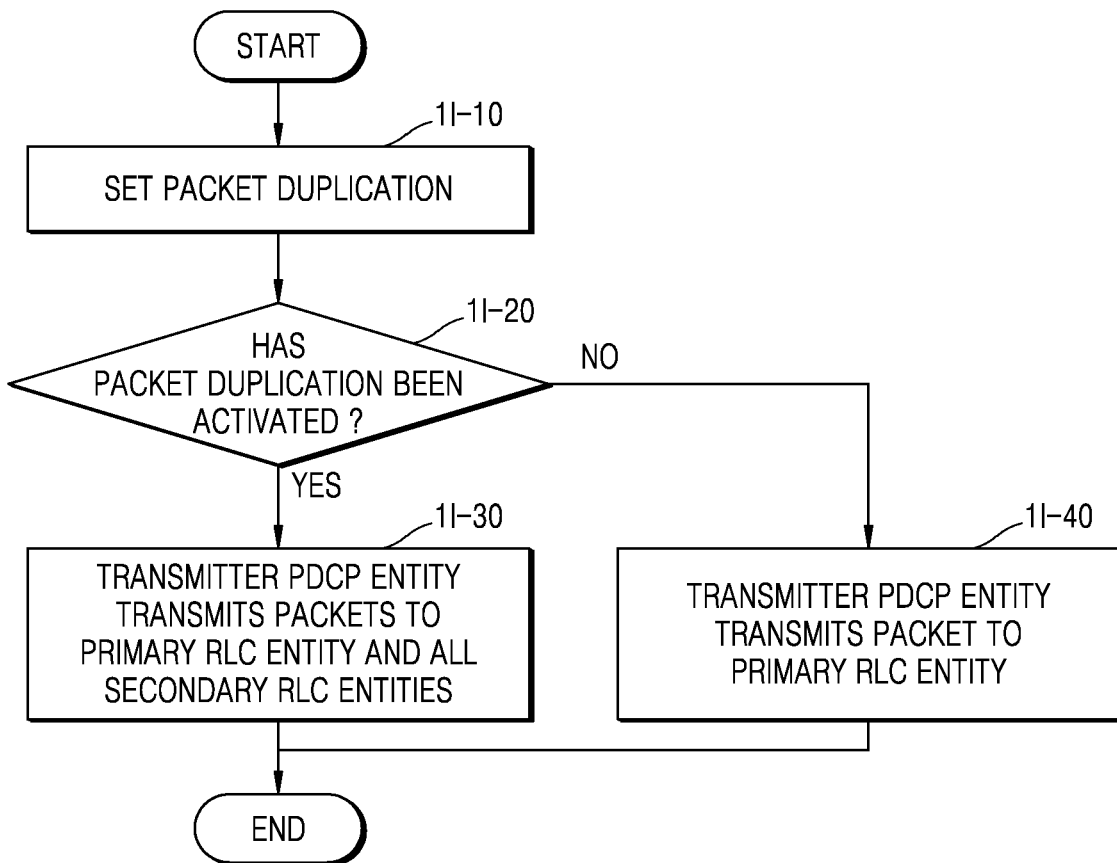 START
1I-10
SET PACKET DUPLICATION
1I-20
HAS
PACKET DUPLICATION BEEN
ACTIVATED ?
NO
YES
1I-30
TRANSMITTER PDCP ENTITY
TRANSMITS PACKETS TO
PRIMARY RLC ENTITY AND ALL
SECONDARY RLC ENTITIES
1I-40
TRANSMITTER PDCP ENTITY
TRANSMITS PACKET TO
PRIMARY RLC ENTITY
END